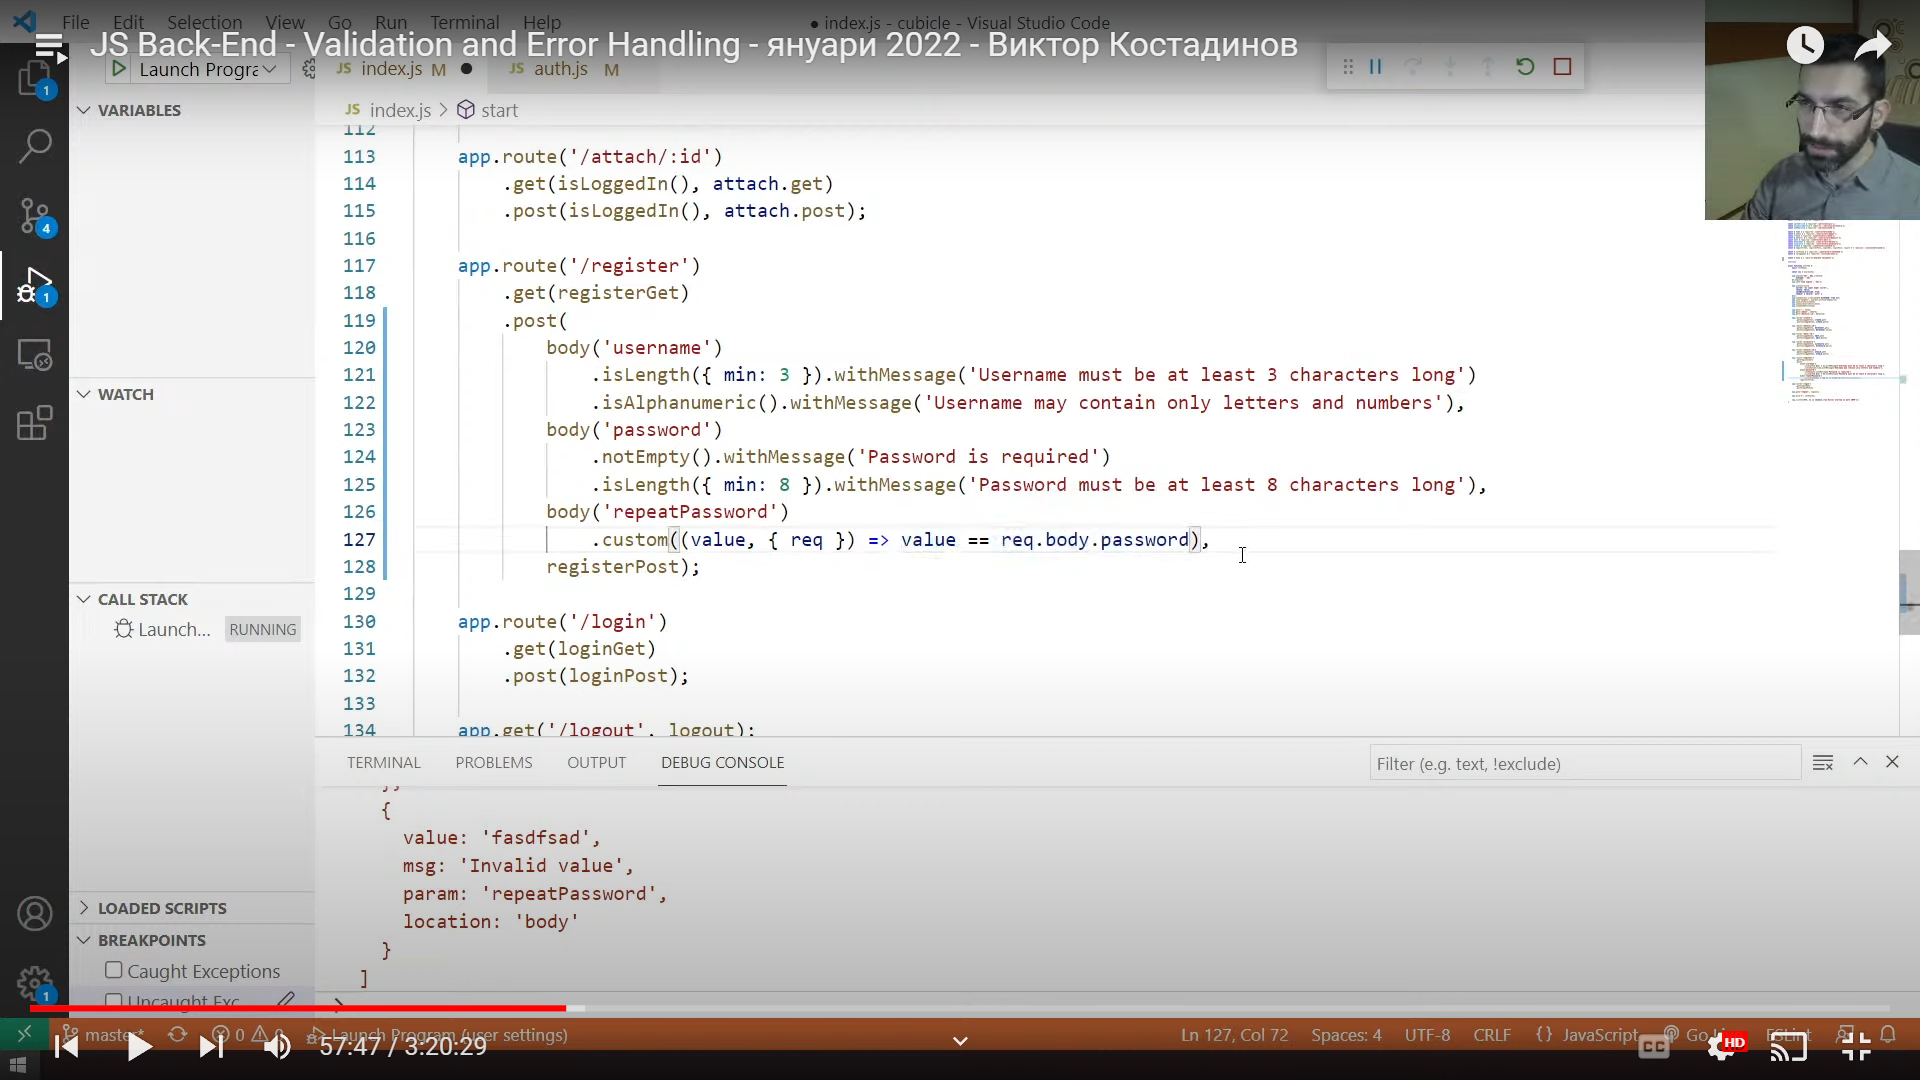 File Edit Selection View Go Run Terminal Help
● index.js - cubicle - Visual Studio Code
JS Back-End - Validation and Error Handling - януари 2022 - Виктор Костадинов
Launch Progra
JS index.js M ●
JS auth.js M
VARIABLES
JS index.js > start
112
113 app.route('/attach/:id')
114 .get(isLoggedIn(), attach.get)
115 .post(isLoggedIn(), attach.post);
116
117 app.route('/register')
118 .get(registerGet)
119 .post(
120 body('username')
121 .isLength({ min: 3 }).withMessage('Username must be at least 3 characters long')
122 .isAlphanumeric().withMessage('Username may contain only letters and numbers'),
123 body('password')
124 .notEmpty().withMessage('Password is required')
125 .isLength({ min: 8 }).withMessage('Password must be at least 8 characters long'),
126 body('repeatPassword')
127 .custom((value, { req }) => value == req.body.password),
128 registerPost);
129
130 app.route('/login')
131 .get(loginGet)
132 .post(loginPost);
133
134 app.get('/logout', logout);
1
4
1
WATCH
CALL STACK
Launch... RUNNING
LOADED SCRIPTS
BREAKPOINTS
Caught Exceptions
Uncaught Exc...
1
TERMINAL PROBLEMS OUTPUT DEBUG CONSOLE
Filter (e.g. text, !exclude)
},
{
value: 'fasdfsad',
msg: 'Invalid value',
param: 'repeatPassword',
location: 'body'
}
]
>
master* 0 Launch Program (user settings)
Ln 127, Col 72 Spaces: 4 UTF-8 CRLF {} JavaScript
57:47 / 3:20:29
CC
HD